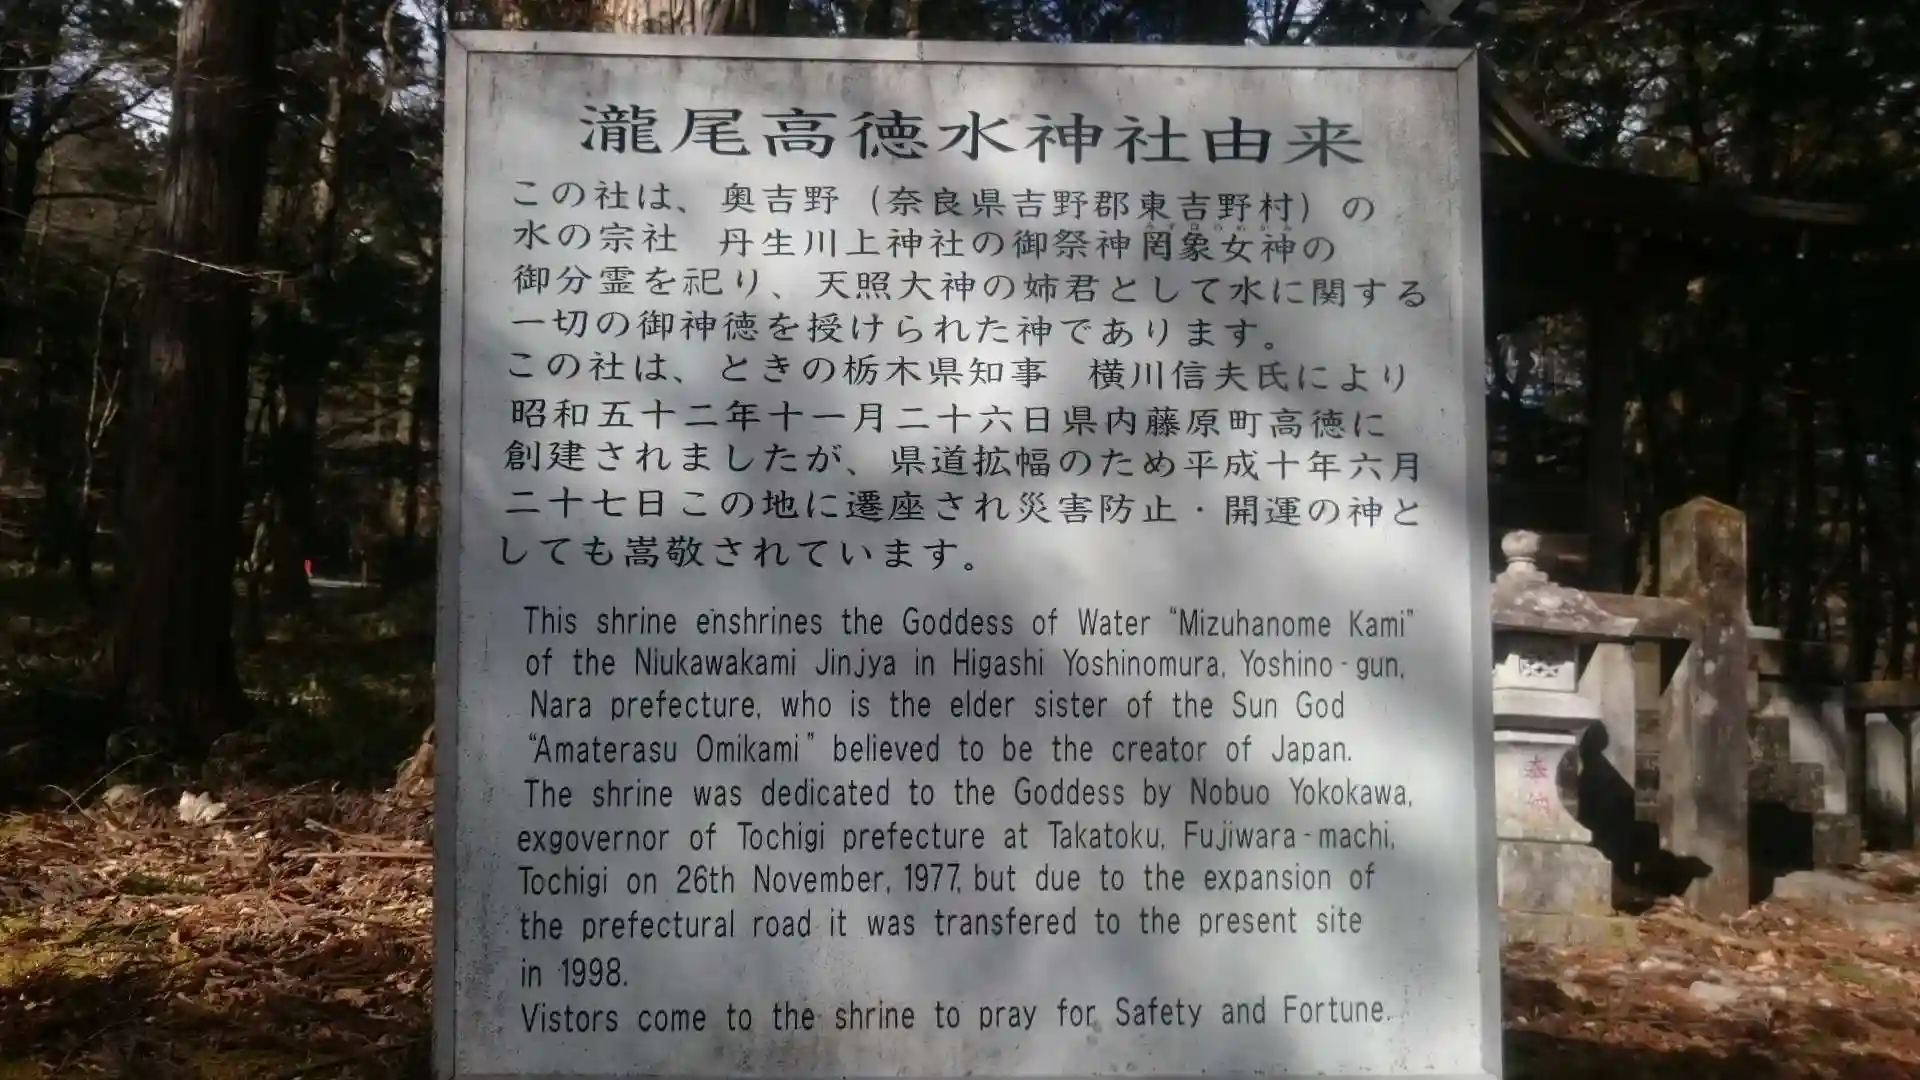 瀧尾高徳水神社由来
この社は、奥吉野（奈良県吉野郡東吉野村）の
水の宗社　丹生川上神社の御祭神罔象女神の
御分霊を祀り、天照大神の姉君として水に関する
一切の御神徳を授けられた神であります。
この社は、ときの栃木県知事　横川信夫氏により
昭和五十二年十一月二十六日県内藤原町高徳に
創建されましたが、県道拡幅のため平成十年六月
二十七日この地に遷座され災害防止・開運の神と
しても嵩敬されています。
This shrine enshrines the Goddess of Water “Mizuhanome Kami”
of the Niukawakami Jinjya in Higashi Yoshinomura, Yoshino-gun,
Nara prefecture, who is the elder sister of the Sun God
“Amaterasu Omikami” believed to be the creator of Japan.
The shrine was dedicated to the Goddess by Nobuo Yokokawa,
exgovernor of Tochigi prefecture at Takatoku, Fujiwara-machi,
Tochigi on 26th November, 1977, but due to the expansion of
the prefectural road it was transfered to the present site
in 1998.
Vistors come to the shrine to pray for Safety and Fortune.